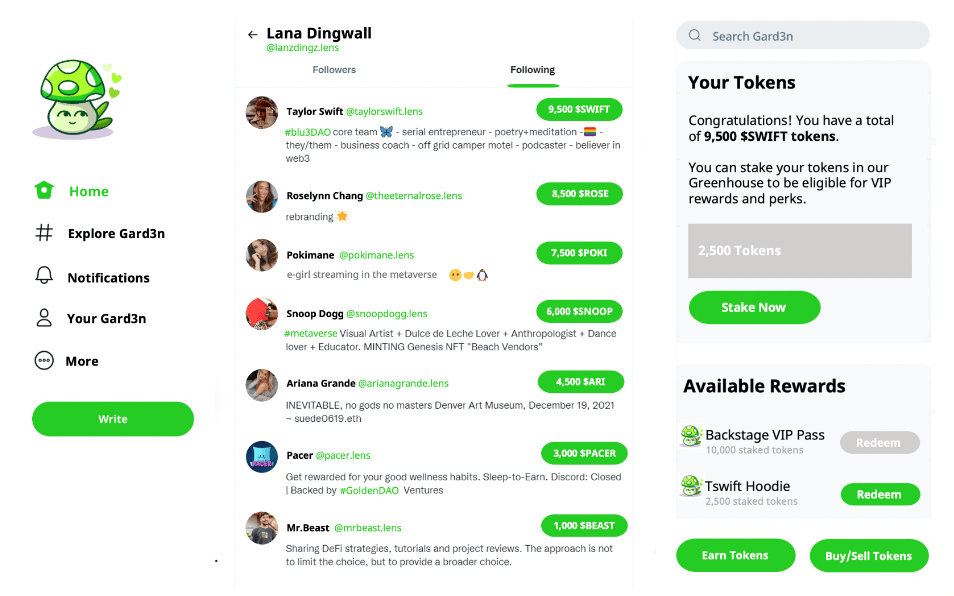 Home
Explore Gard3n
Notifications
Your Gard3n
More
Write
← Lana Dingwall
@lanzdingz.lens
Followers
Following
Taylor Swift @taylorswift.lens
9,500 $SWIFT
#blu3DAO core team 🦋 - serial entrepreneur - poetry+meditation -🏳️‍🌈 -
they/them - business coach - off grid camper motel - podcaster - believer in
web3
Roselynn Chang @theeternalrose.lens
8,500 $ROSE
rebranding ⭐
Pokimane @pokimane.lens
7,500 $POKI
e-girl streaming in the metaverse
Snoop Dogg @snoopdogg.lens
6,000 $SNOOP
#metaverse Visual Artist + Dulce de Leche Lover + Anthropologist + Dance
lover + Educator. MINTING Genesis NFT "Beach Vendors"
Ariana Grande @arianagrande.lens
4,500 $ARI
INEVITABLE, no gods no masters Denver Art Museum, December 19, 2021
~ suede0619.eth
Pacer @pacer.lens
3,000 $PACER
Get rewarded for your good wellness habits. Sleep-to-Earn. Discord: Closed
| Backed by #GoldenDAO Ventures
Mr.Beast @mrbeast.lens
1,000 $BEAST
Sharing DeFi strategies, tutorials and project reviews. The approach is not
to limit the choice, but to provide a broader choice.
Search Gard3n
Your Tokens
Congratulations! You have a total
of 9,500 $SWIFT tokens.
You can stake your tokens in our
Greenhouse to be eligible for VIP
rewards and perks.
2,500 Tokens
Stake Now
Available Rewards
Backstage VIP Pass
10,000 staked tokens
Redeem
Tswift Hoodie
2,500 staked tokens
Redeem
Earn Tokens
Buy/Sell Tokens